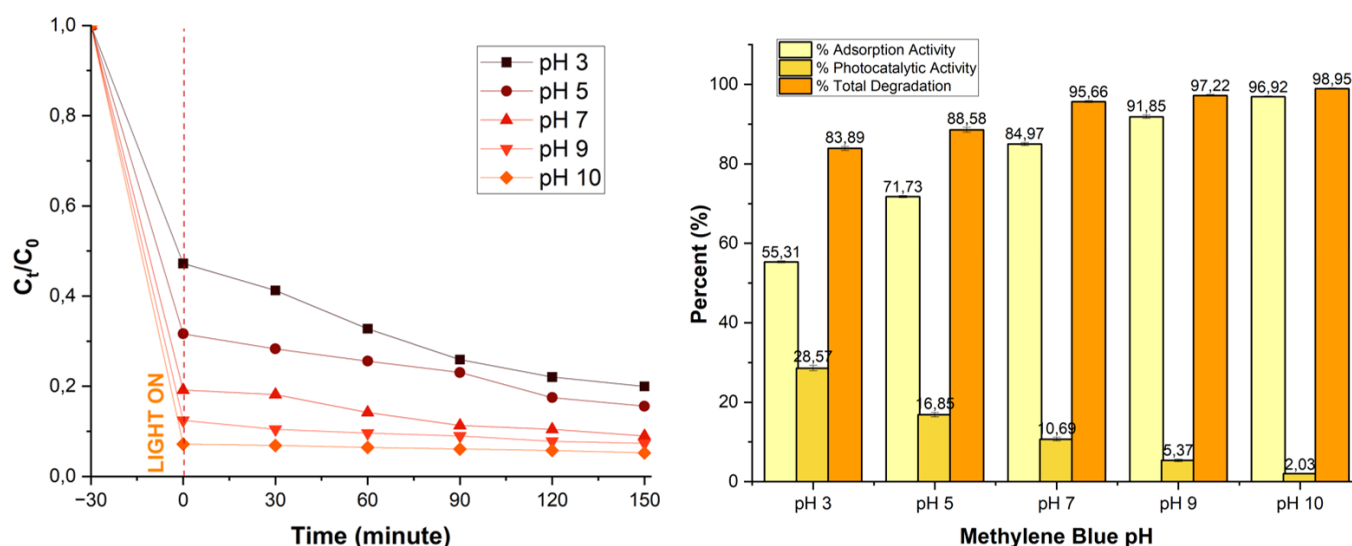 1,0
0,8
0,6
0,4
0,2
0,0
C_t/C_0
LIGHT ON
pH 3
pH 5
pH 7
pH 9
pH 10
−30
0
30
60
90
120
150
Time (minute)
% Adsorption Activity
% Photocatalytic Activity
% Total Degradation
100
80
60
40
20
0
Percent (%)
55,31
28,57
83,89
71,73
16,85
88,58
84,97
10,69
95,66
91,85
5,37
97,22
96,92
2,03
98,95
pH 3
pH 5
pH 7
pH 9
pH 10
Methylene Blue pH